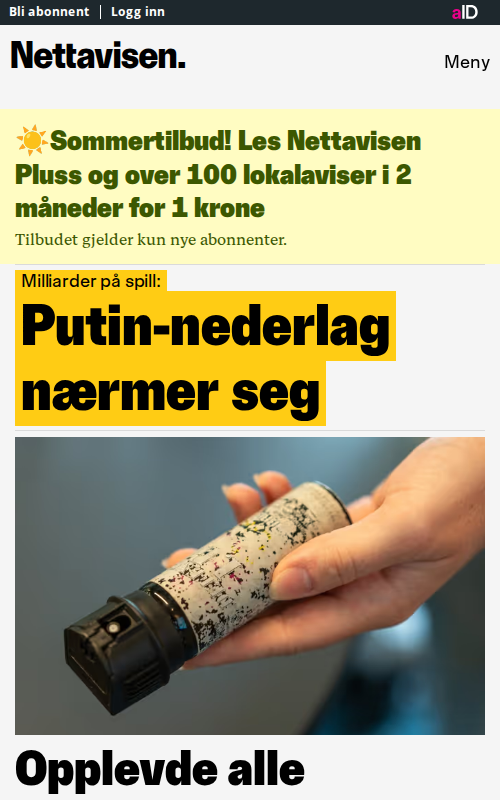 Bli abonnent | Logg inn
aID
Nettavisen.
Meny
☀️Sommertilbud! Les Nettavisen
Pluss og over 100 lokalaviser i 2
måneder for 1 krone
Tilbudet gjelder kun nye abonnenter.
Milliarder på spill:
Putin-nederlag
nærmer seg
Opplevde alle